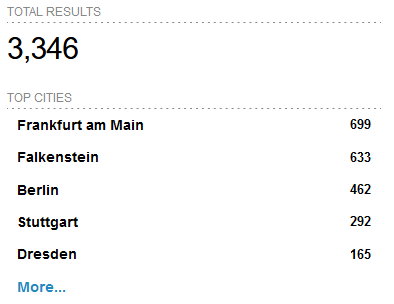 TOTAL RESULTS
3,346
TOP CITIES
Frankfurt am Main 699
Falkenstein 633
Berlin 462
Stuttgart 292
Dresden 165
More...